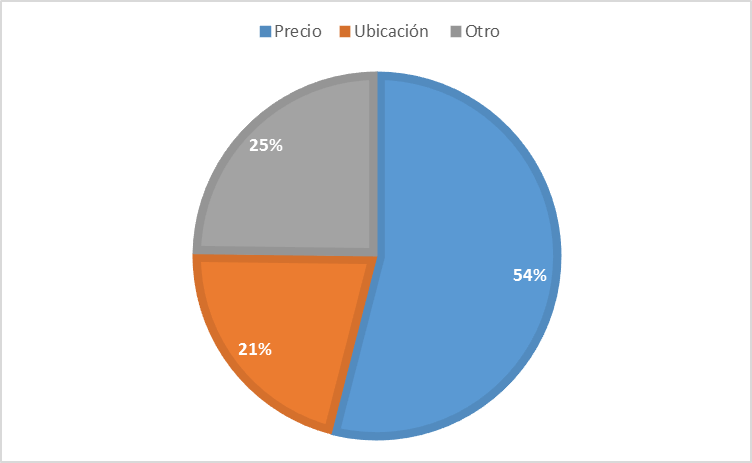 Precio Ubicación Otro
25%
54%
21%